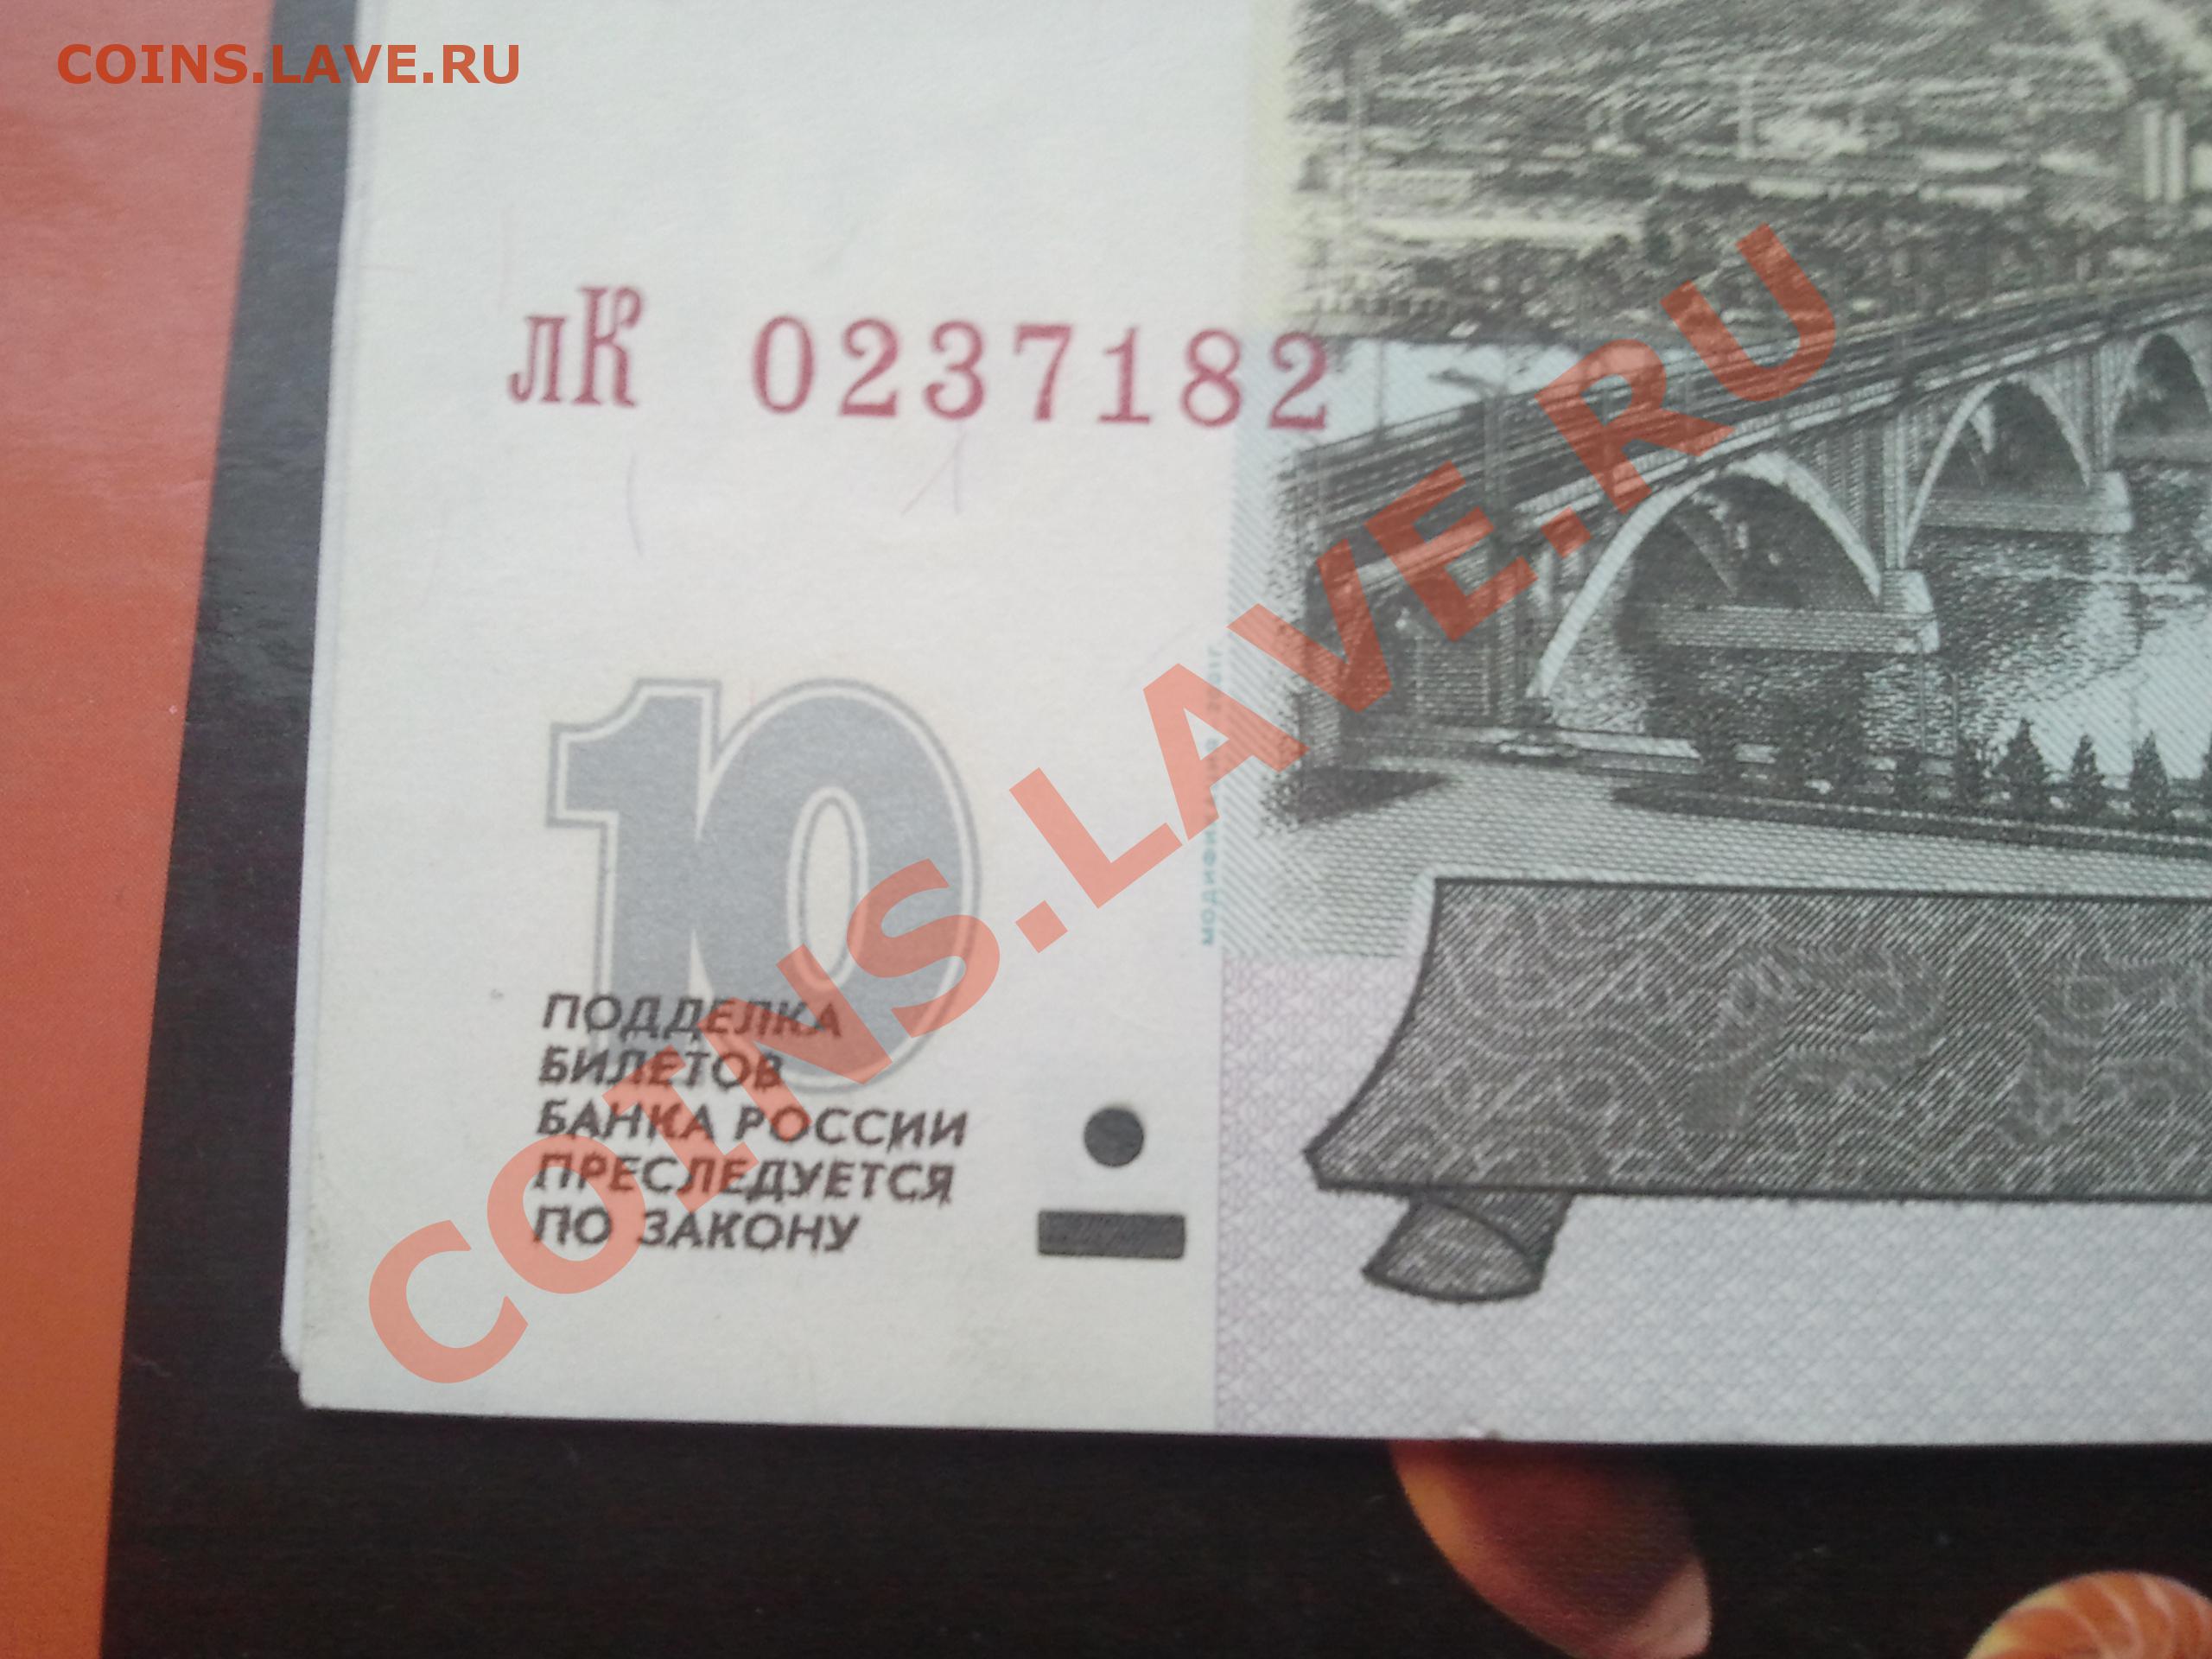 COINS.LAVE.RU
лК 0237182
COINS.LAVE.RU
10
ПОДДЕЛКА
БИЛЕТОВ
БАНКА РОССИИ
ПРЕСЛЕДУЕТСЯ
ПО ЗАКОНУ